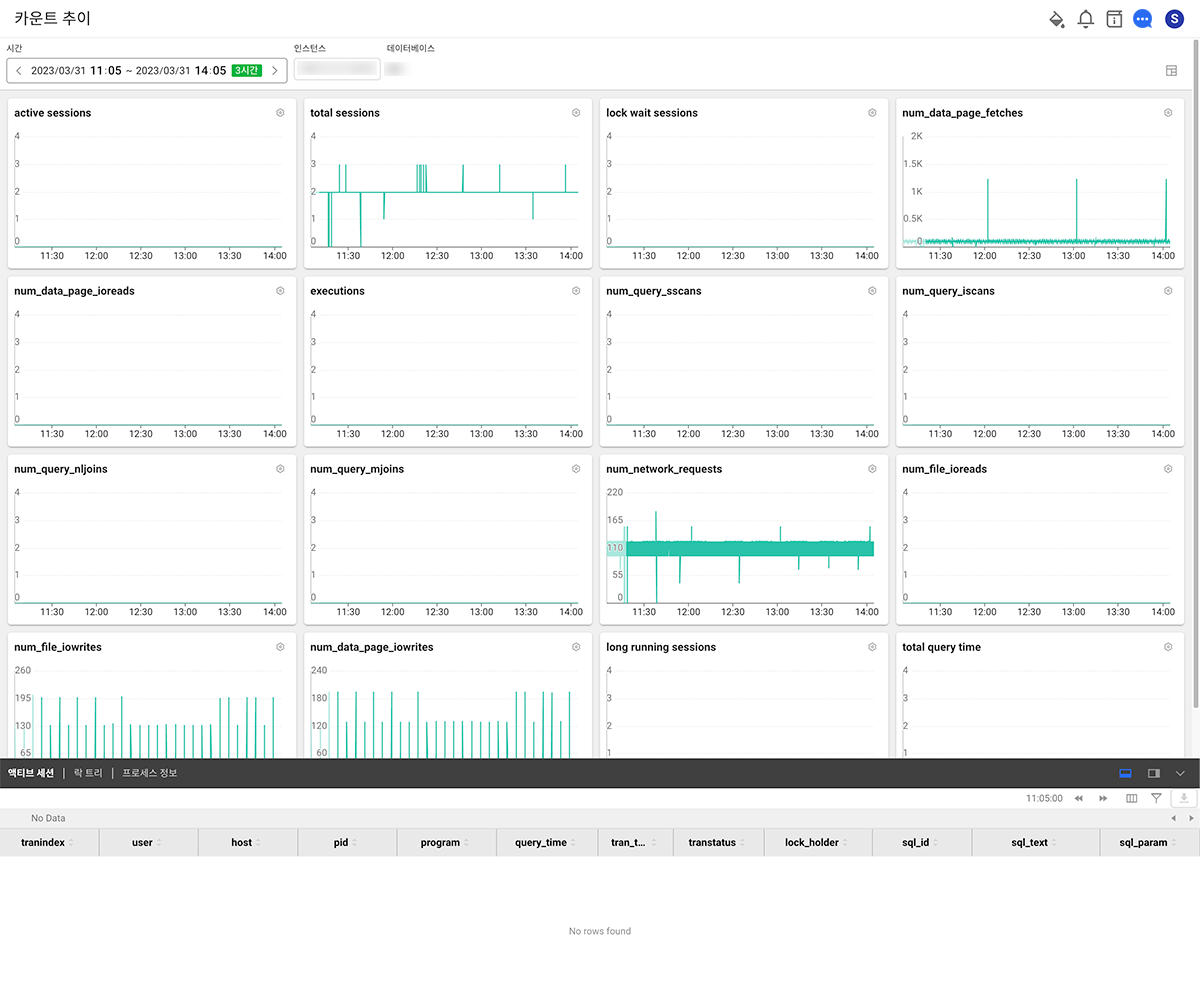 카운트 추이
S
시간
인스턴스
데이터베이스
2023/03/31 11:05 ~ 2023/03/31 14:05 3시간
active sessions
4
3
2
1
0
11:30 12:00 12:30 13:00 13:30 14:00
total sessions
4
3
2
1
0
11:30 12:00 12:30 13:00 13:30 14:00
lock wait sessions
4
3
2
1
0
11:30 12:00 12:30 13:00 13:30 14:00
num_data_page_fetches
2K
1.5K
1K
0.5K
0
11:30 12:00 12:30 13:00 13:30 14:00
num_data_page_ioreads
4
3
2
1
0
11:30 12:00 12:30 13:00 13:30 14:00
executions
4
3
2
1
0
11:30 12:00 12:30 13:00 13:30 14:00
num_query_sscans
4
3
2
1
0
11:30 12:00 12:30 13:00 13:30 14:00
num_query_iscans
4
3
2
1
0
11:30 12:00 12:30 13:00 13:30 14:00
num_query_nljoins
4
3
2
1
0
11:30 12:00 12:30 13:00 13:30 14:00
num_query_mjoins
4
3
2
1
0
11:30 12:00 12:30 13:00 13:30 14:00
num_network_requests
220
165
110
55
0
11:30 12:00 12:30 13:00 13:30 14:00
num_file_ioreads
4
3
2
1
0
11:30 12:00 12:30 13:00 13:30 14:00
num_file_iowrites
260
195
130
65
num_data_page_iowrites
240
180
120
60
long running sessions
4
3
2
1
total query time
4
3
2
1
액티브 세션 | 락 트리 | 프로세스 정보
11:05:00
No Data
tranindex user host pid program query_time tran_t... transtatus lock_holder sql_id sql_text sql_param
No rows found